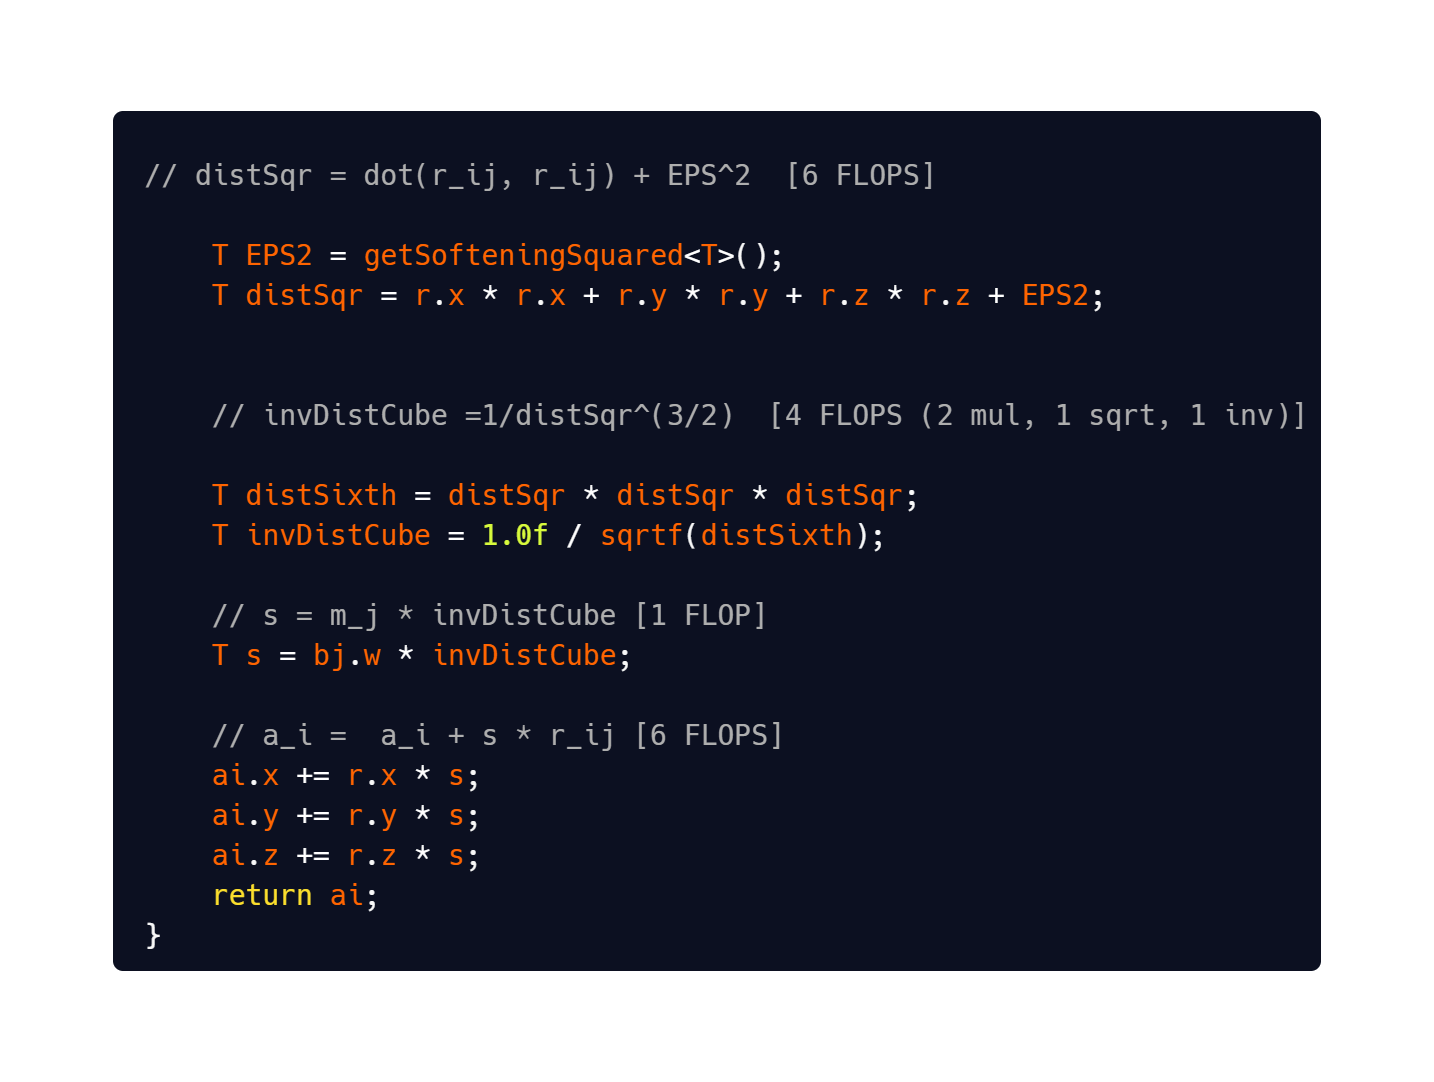 // distSqr = dot(r_ij, r_ij) + EPS^2  [6 FLOPS]
    T EPS2 = getSofteningSquared<T>();
    T distSqr = r.x * r.x + r.y * r.y + r.z * r.z + EPS2;
    // invDistCube =1/distSqr^(3/2)  [4 FLOPS (2 mul, 1 sqrt, 1 inv)]
    T distSixth = distSqr * distSqr * distSqr;
    T invDistCube = 1.0f / sqrtf(distSixth);
    // s = m_j * invDistCube [1 FLOP]
    T s = bj.w * invDistCube;
    // a_i =  a_i + s * r_ij [6 FLOPS]
    ai.x += r.x * s;
    ai.y += r.y * s;
    ai.z += r.z * s;
    return ai;
}